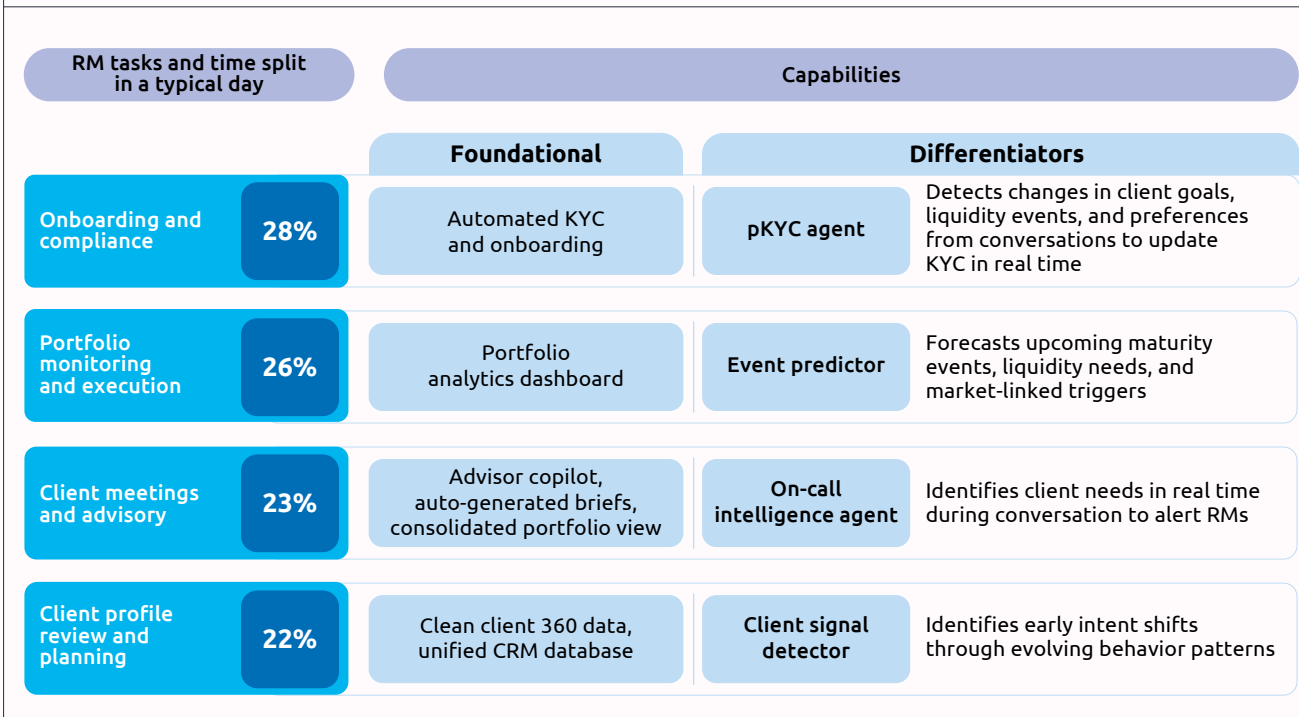 RM tasks and time split
in a typical day
Capabilities
Foundational
Differentiators
Onboarding and
compliance
28%
Automated KYC
and onboarding
pKYC agent
Detects changes in client goals,
liquidity events, and preferences
from conversations to update
KYC in real time
Portfolio
monitoring
and execution
26%
Portfolio
analytics dashboard
Event predictor
Forecasts upcoming maturity
events, liquidity needs, and
market-linked triggers
Client meetings
and advisory
23%
Advisor copilot,
auto-generated briefs,
consolidated portfolio view
On-call
intelligence agent
Identifies client needs in real time
during conversation to alert RMs
Client profile
review and
planning
22%
Clean client 360 data,
unified CRM database
Client signal
detector
Identifies early intent shifts
through evolving behavior patterns